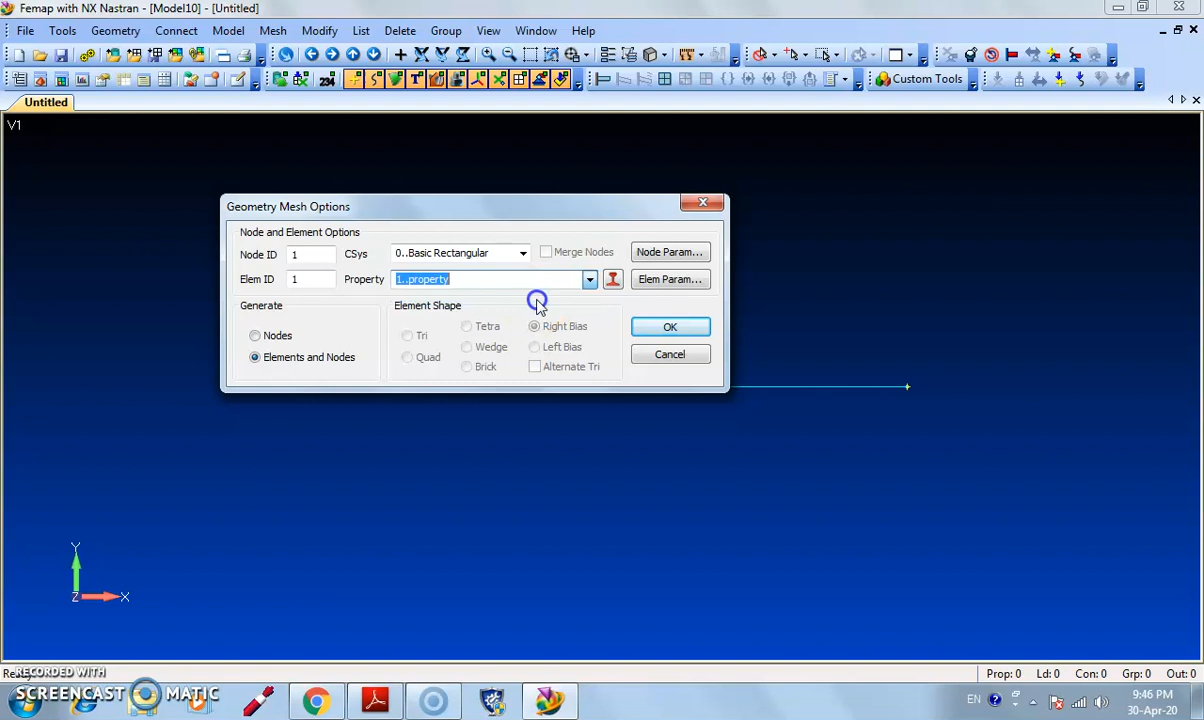 Femap with NX Nastran - [Model10] - [Untitled]
File Tools Geometry Connect Model Mesh Modify List Delete Group View Window Help
234 Custom Tools
Untitled
V1
Geometry Mesh Options
Node and Element Options
Node ID 1 CSys 0..Basic Rectangular Merge Nodes Node Param...
Elem ID 1 Property 1..property Elem Param...
Generate Element Shape
Nodes Tri Tetra Right Bias OK
Elements and Nodes Quad Wedge Left Bias Cancel
Brick Alternate Tri
Y
Z X
Ready Prop: 0 Ld: 0 Con: 0 Grp: 0 Out: 0
RECORDED WITH
SCREENCAST MATIC
EN 9:46 PM
30-Apr-20